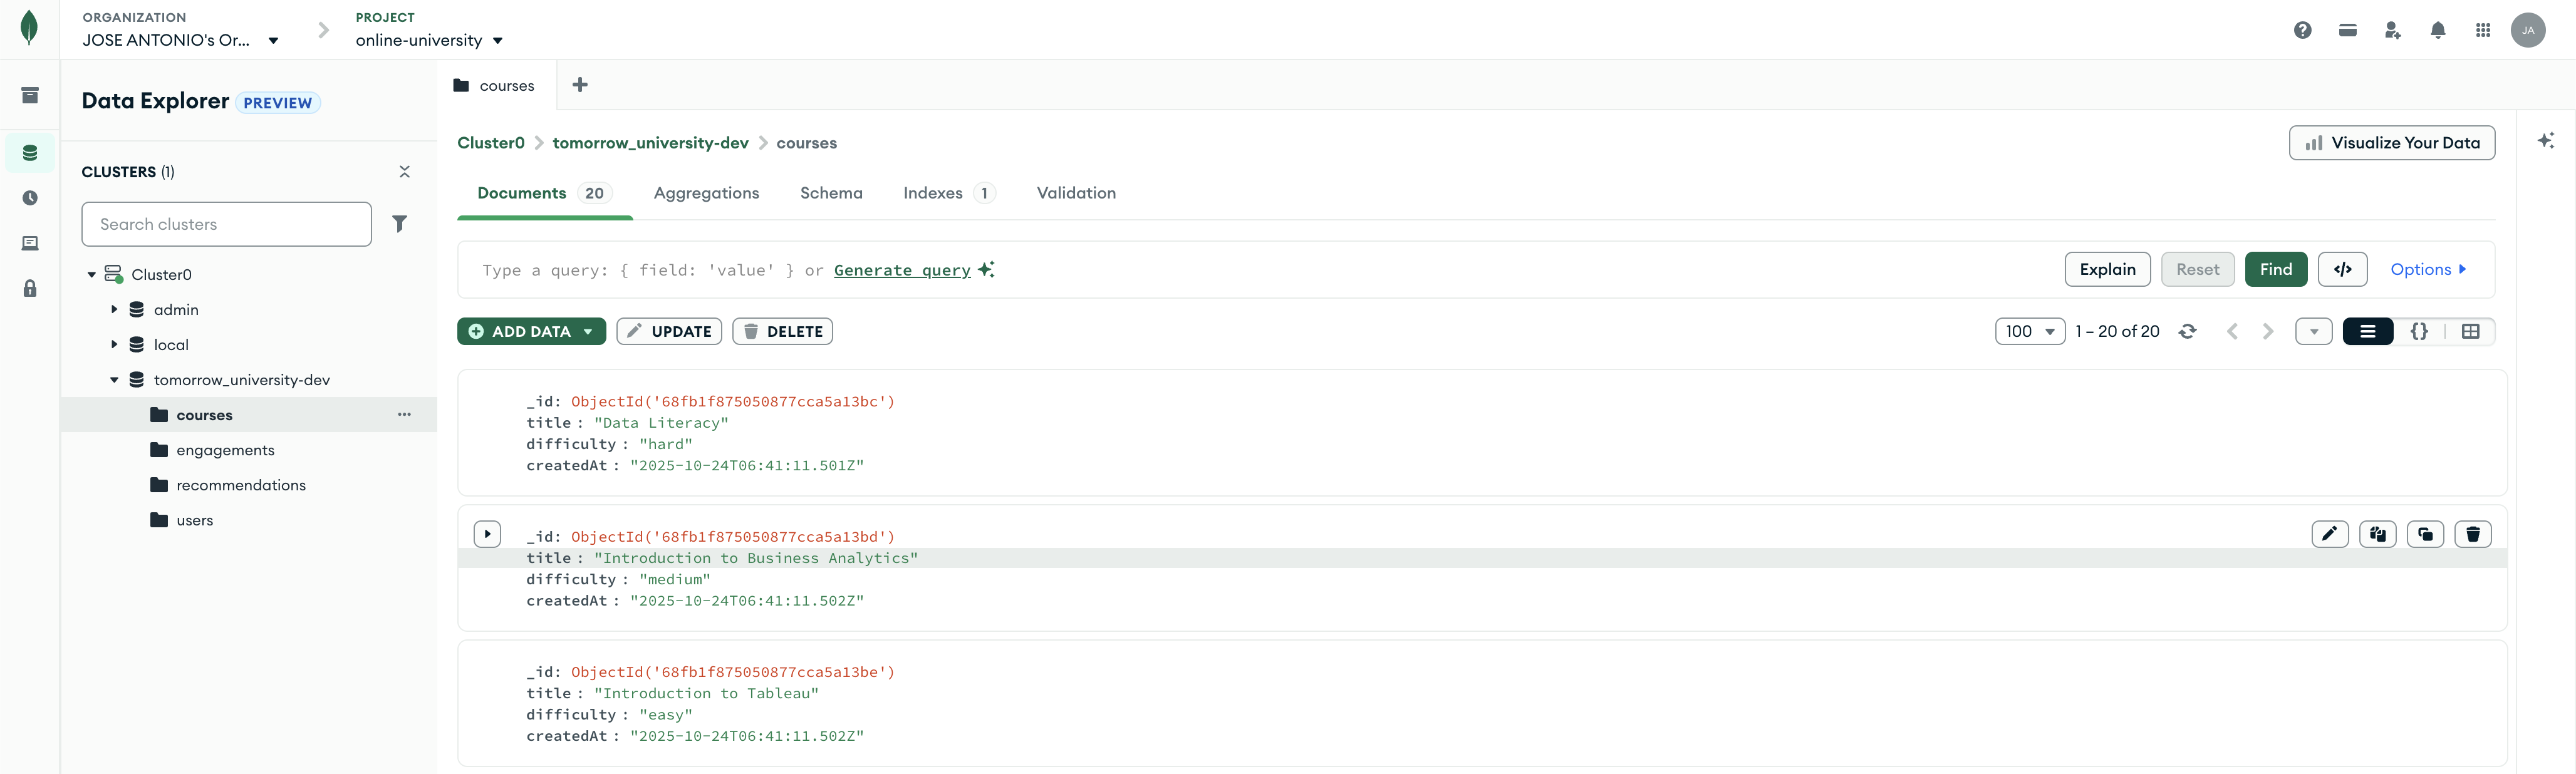 ORGANIZATION
JOSE ANTONIO's Or...
PROJECT
online-university
JA
Data Explorer PREVIEW
CLUSTERS (1)
Search clusters
Cluster0
admin
local
tomorrow_university-dev
courses
engagements
recommendations
users
courses
Cluster0 tomorrow_university-dev courses
Visualize Your Data
Documents 20 Aggregations Schema Indexes 1 Validation
Type a query: { field: 'value' } or Generate query
Explain Reset Find </> Options
ADD DATA UPDATE DELETE
100 1 – 20 of 20 {}
_id: ObjectId('68fb1f875050877cca5a13bc')
title : "Data Literacy"
difficulty : "hard"
createdAt : "2025-10-24T06:41:11.501Z"
_id: ObjectId('68fb1f875050877cca5a13bd')
title : "Introduction to Business Analytics"
difficulty : "medium"
createdAt : "2025-10-24T06:41:11.502Z"
_id: ObjectId('68fb1f875050877cca5a13be')
title : "Introduction to Tableau"
difficulty : "easy"
createdAt : "2025-10-24T06:41:11.502Z"